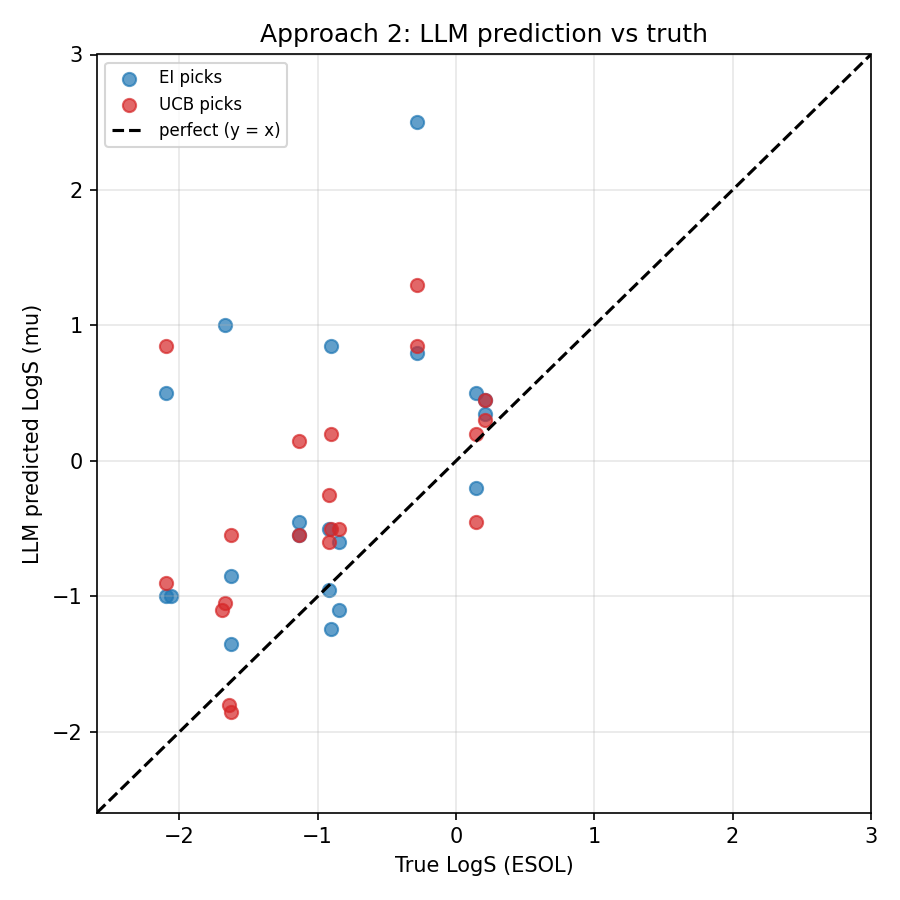 Approach 2: LLM prediction vs truth
3
EI picks
UCB picks
perfect (y = x)
2
1
0
−1
−2
LLM predicted LogS (mu)
−2
−1
0
1
2
3
True LogS (ESOL)